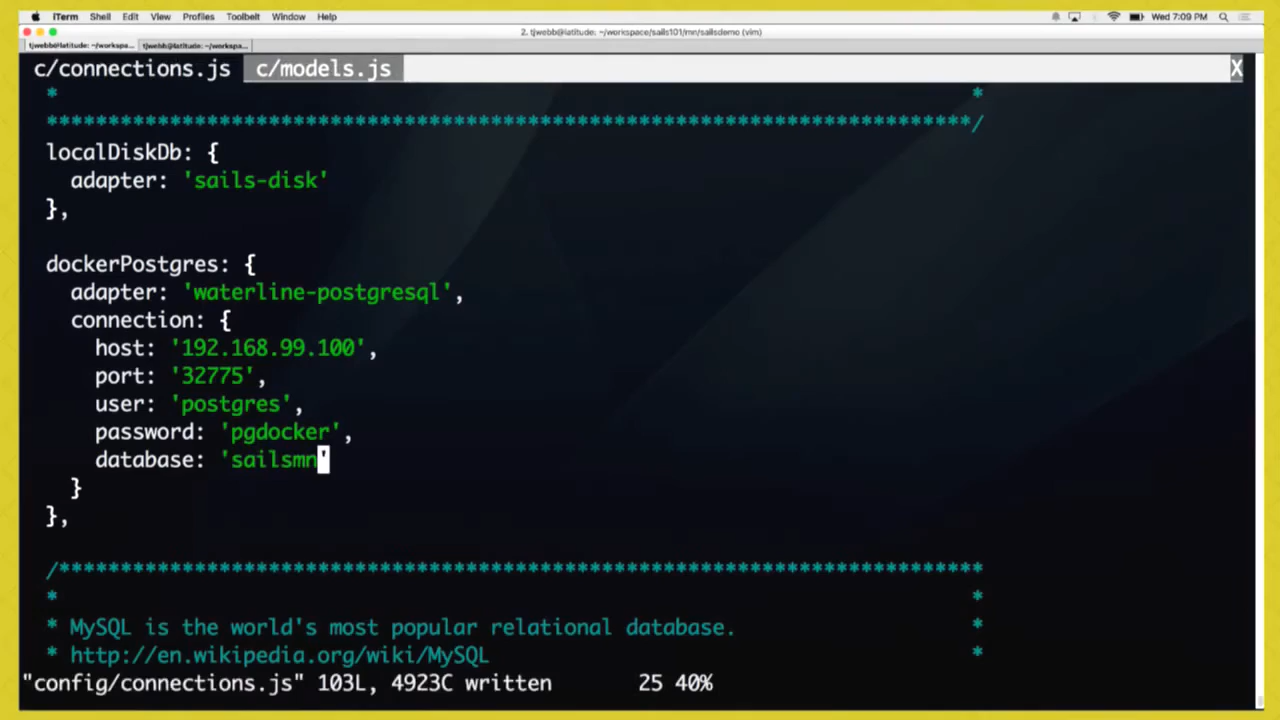 iTerm Shell Edit View Profiles Toolbelt Window Help Wed 7:09 PM
2. tjwebb@latitude: ~/workspace/sails101/mn/sailsdemo (vim)
tjwebb@latitude: ~/workspa... tjwebb@latitude: ~/workspa...
c/connections.js c/models.js X
* *
***************************************************************************/
localDiskDb: {
adapter: 'sails-disk'
},
dockerPostgres: {
adapter: 'waterline-postgresql',
connection: {
host: '192.168.99.100',
port: '32775',
user: 'postgres',
password: 'pgdocker',
database: 'sailsmn'
}
},
/***************************************************************************
* *
* MySQL is the world's most popular relational database. *
* http://en.wikipedia.org/wiki/MySQL *
"config/connections.js" 103L, 4923C written 25 40%